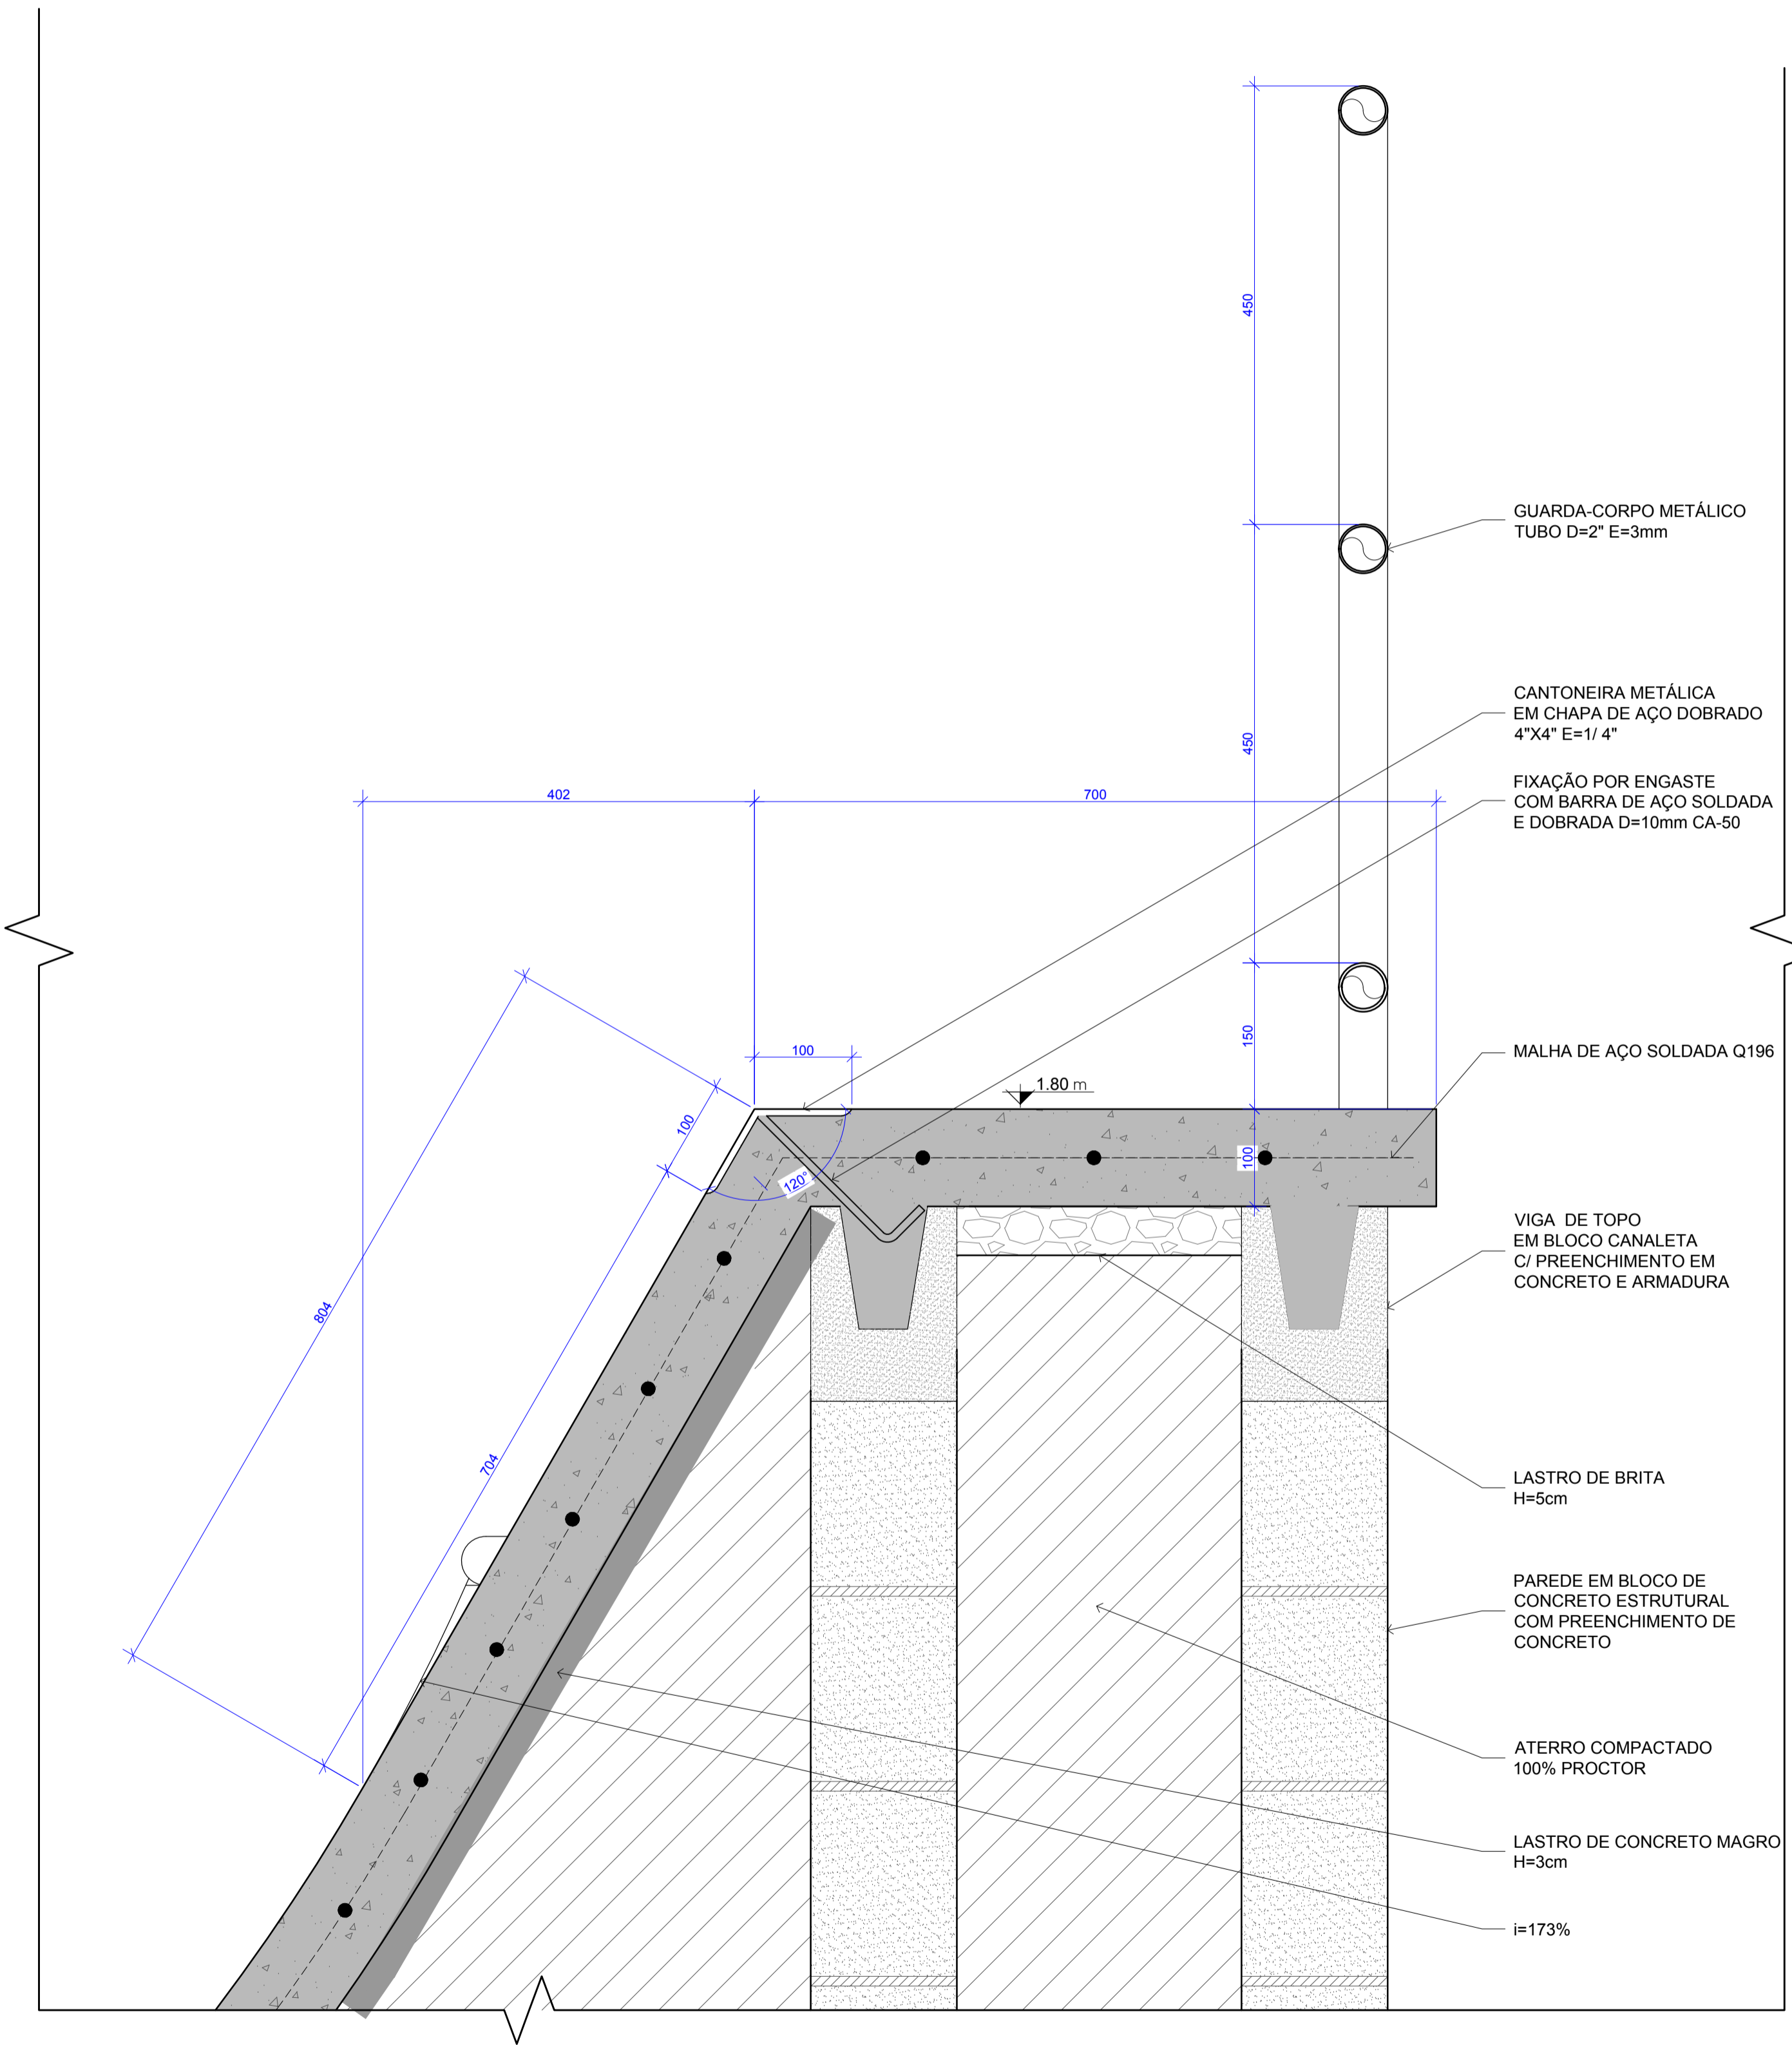 450
GUARDA-CORPO METÁLICO
TUBO D=2" E=3mm
CANTONEIRA METÁLICA
EM CHAPA DE AÇO DOBRADO
4"X4" E=1/ 4"
450
FIXAÇÃO POR ENGASTE
COM BARRA DE AÇO SOLDADA
E DOBRADA D=10mm CA-50
402
700
150
100
MALHA DE AÇO SOLDADA Q196
1.80 m
100
100
120°
VIGA DE TOPO
EM BLOCO CANALETA
C/ PREENCHIMENTO EM
CONCRETO E ARMADURA
804
704
LASTRO DE BRITA
H=5cm
PAREDE EM BLOCO DE
CONCRETO ESTRUTURAL
COM PREENCHIMENTO DE
CONCRETO
ATERRO COMPACTADO
100% PROCTOR
LASTRO DE CONCRETO MAGRO
H=3cm
i=173%